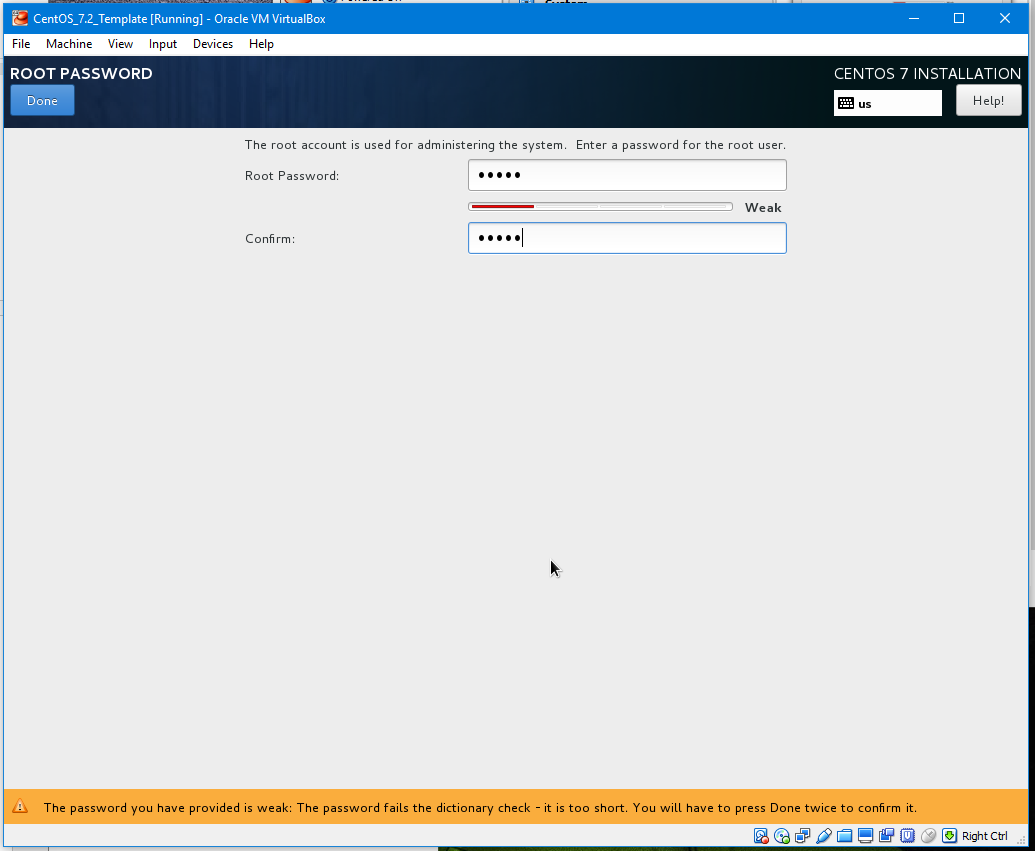 CentOS_7.2_Template [Running] - Oracle VM VirtualBox
File Machine View Input Devices Help
ROOT PASSWORD
CENTOS 7 INSTALLATION
Done
us
Help!
The root account is used for administering the system. Enter a password for the root user.
Root Password:
●●●●●
Weak
Confirm:
●●●●●
The password you have provided is weak: The password fails the dictionary check - it is too short. You will have to press Done twice to confirm it.
Right Ctrl